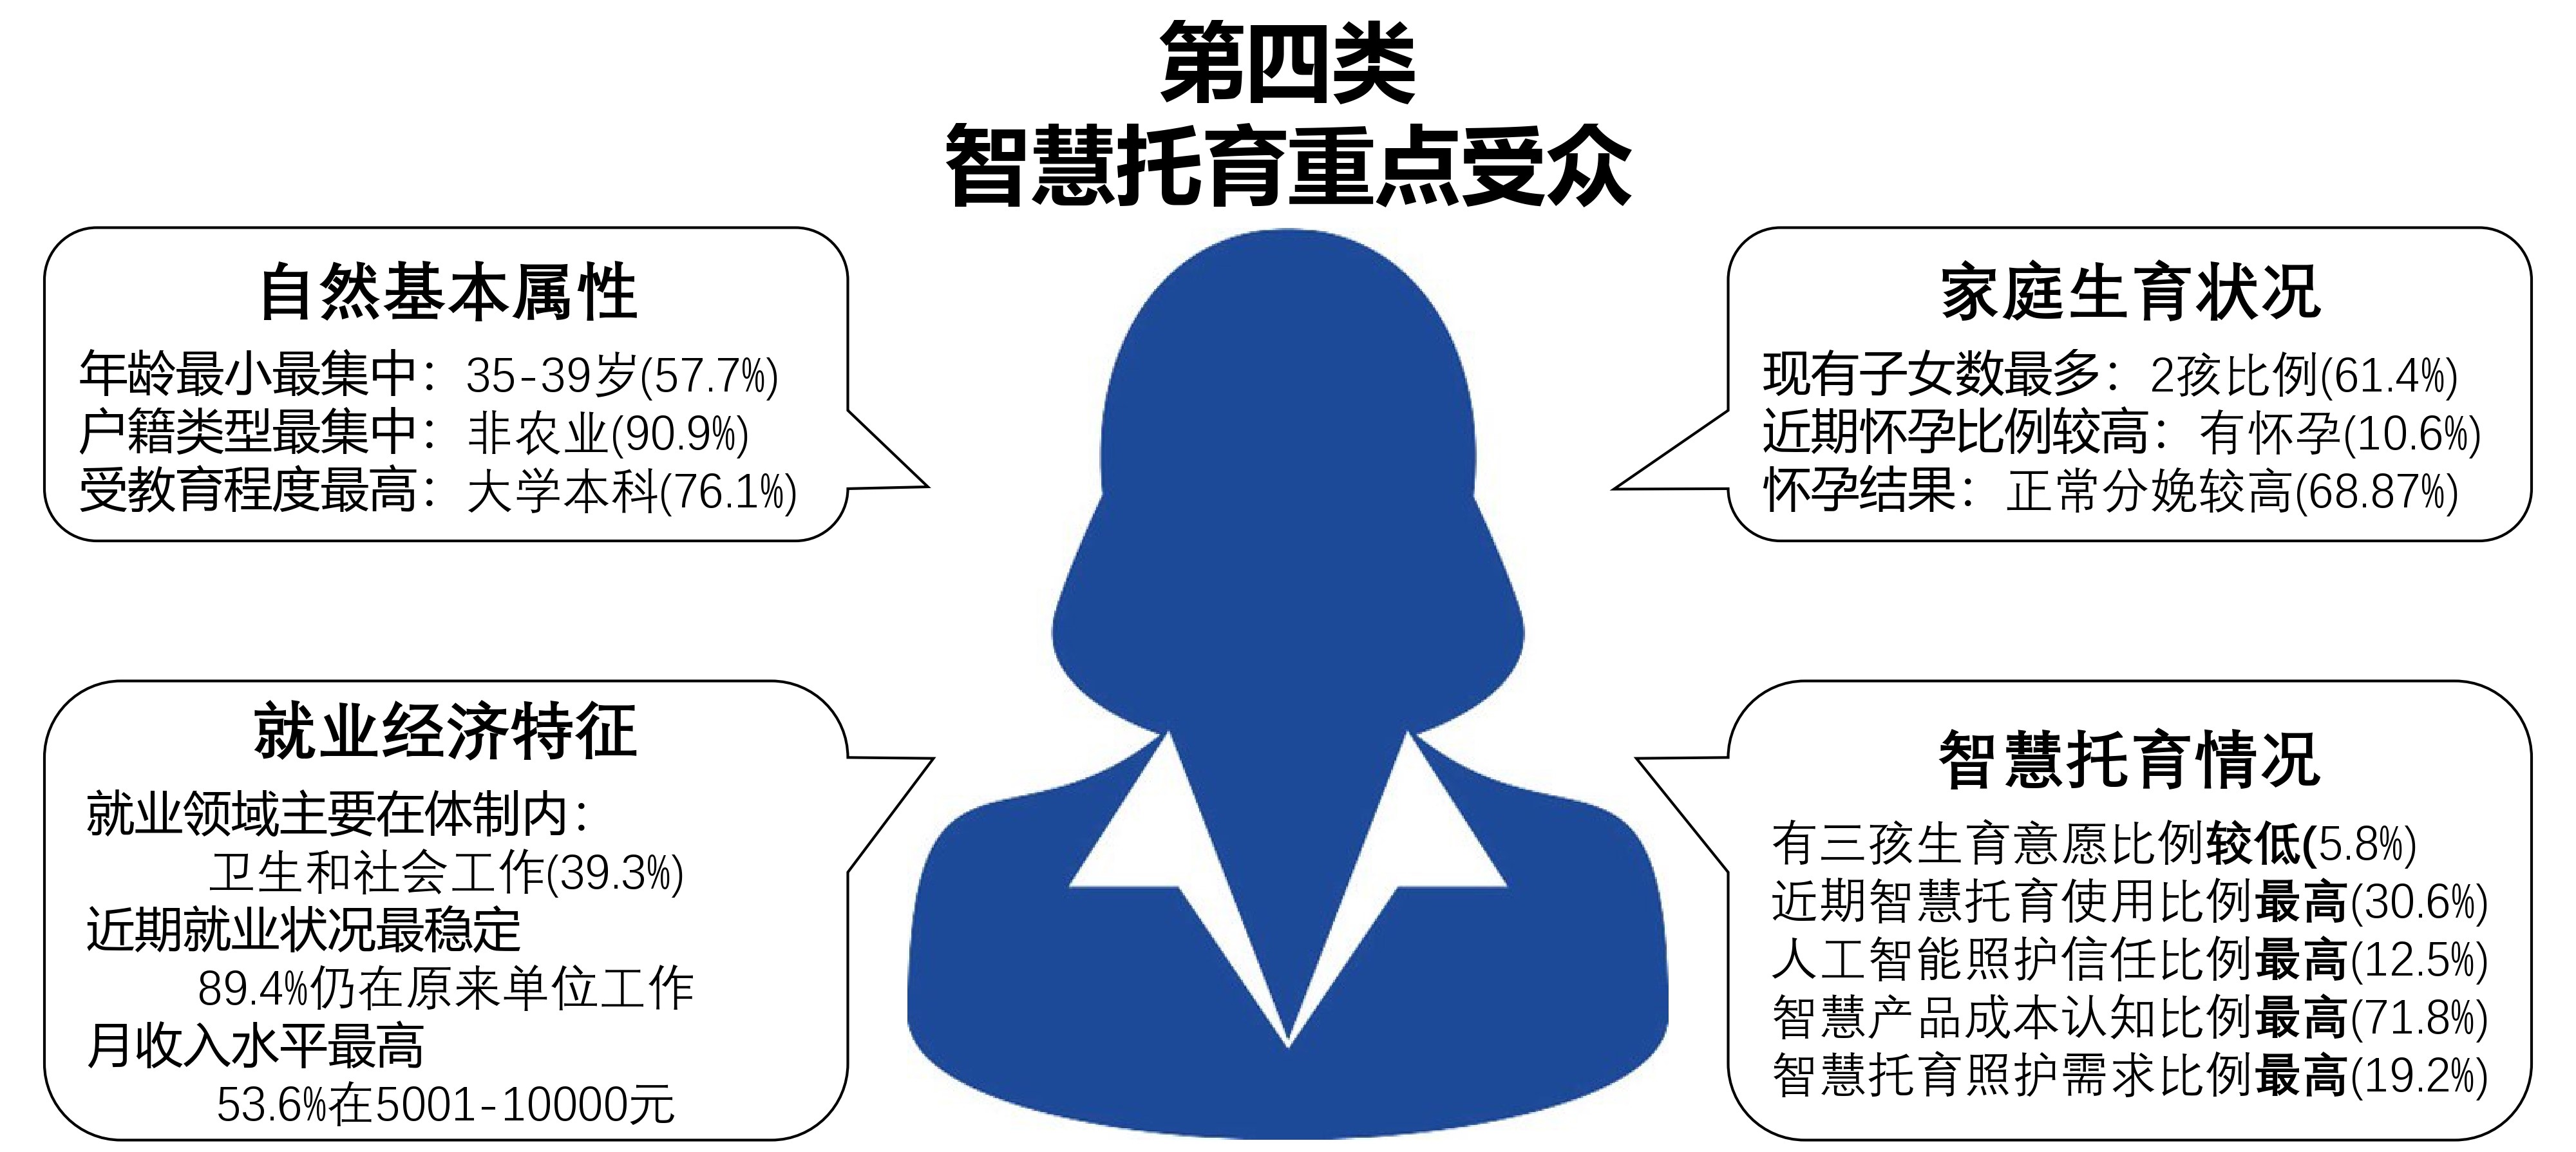 第四类
智慧托育重点受众
自然基本属性
年龄最小最集中：35-39岁(57.7%)
户籍类型最集中：非农业(90.9%)
受教育程度最高：大学本科(76.1%)
家庭生育状况
现有子女数最多：2孩比例(61.4%)
近期怀孕比例较高：有怀孕(10.6%)
怀孕结果：正常分娩较高(68.87%)
就业经济特征
就业领域主要在体制内：
卫生和社会工作(39.3%)
近期就业状况最稳定
89.4%仍在原来单位工作
月收入水平最高
53.6%在5001-10000元
智慧托育情况
有三孩生育意愿比例较低(5.8%)
近期智慧托育使用比例最高(30.6%)
人工智能照护信任比例最高(12.5%)
智慧产品成本认知比例最高(71.8%)
智慧托育照护需求比例最高(19.2%)